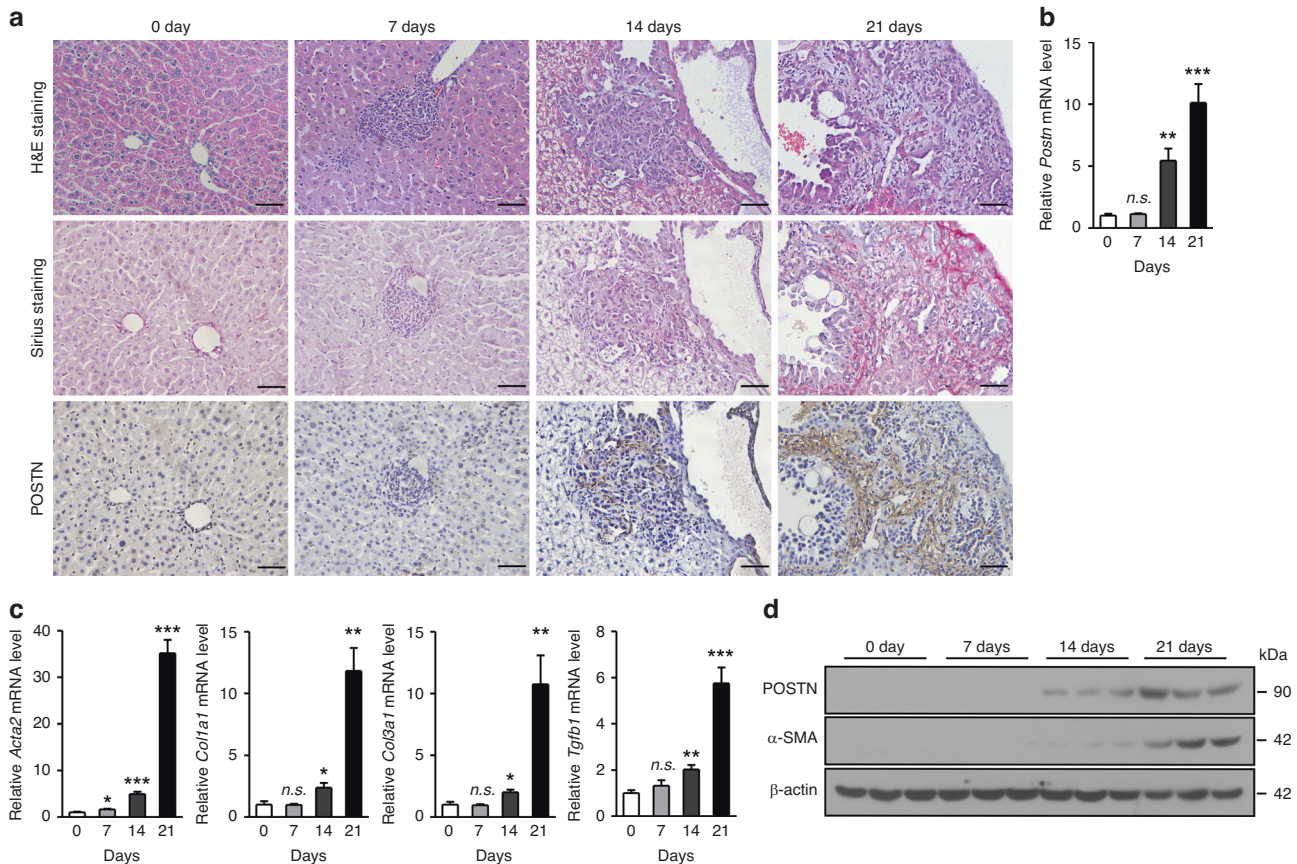 a
0 day 7 days 14 days 21 days
H&E staining
Sirius staining
POSTN
b
Relative Postn mRNA level
15
10
5
0
n.s. ** ***
0 7 14 21
Days
c
Relative Acta2 mRNA level
40
30
20
10
0
* *** ***
0 7 14 21
Days
Relative Col1a1 mRNA level
15
10
5
0
n.s. * **
0 7 14 21
Days
Relative Col3a1 mRNA level
15
10
5
0
n.s. * **
0 7 14 21
Days
Relative Tgfb1 mRNA level
8
6
4
2
0
n.s. ** ***
0 7 14 21
Days
d
0 day 7 days 14 days 21 days kDa
POSTN 90
α-SMA 42
β-actin 42